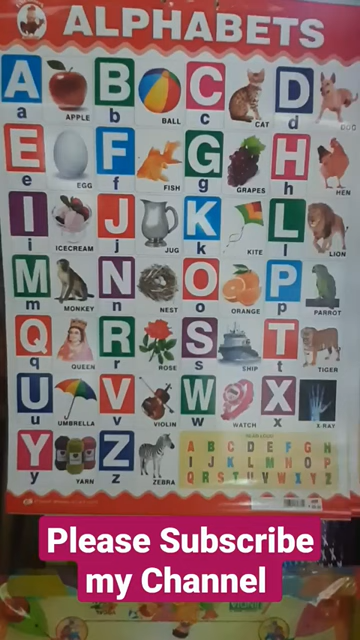 ALPHABETS
A B C D
a APPLE b BALL c CAT d DOG
E F G H
e EGG f FISH g GRAPES h HEN
I J K L
i ICECREAM j JUG k KITE l LION
M N O P
m MONKEY n NEST o ORANGE p PARROT
Q R S T
q QUEEN r ROSE s SHIP t TIGER
U V W X
u UMBRELLA v VIOLIN w WATCH x X-RAY
Y Z
y YARN z ZEBRA
A B C D E F G H
I J K L M N O P
Q R S T U V W X Y Z
Please Subscribe
my Channel